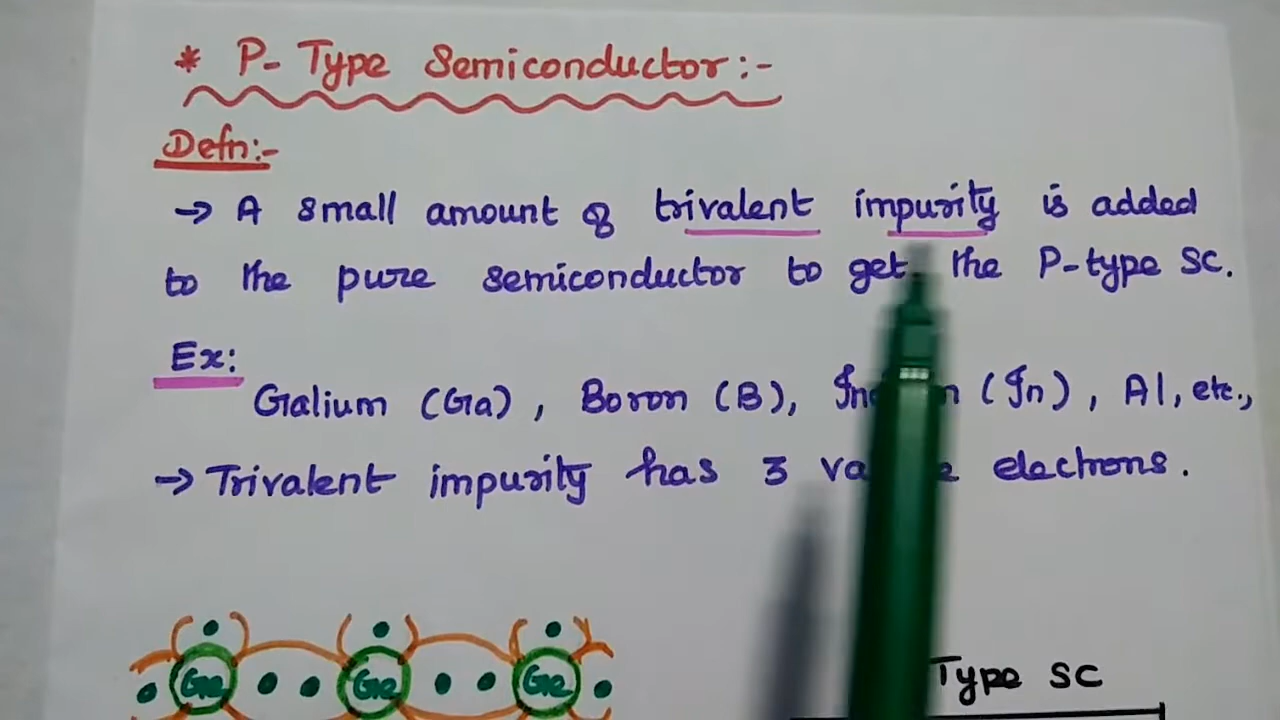 * P- Type Semiconductor:-
Defn:-
→ A small amount of trivalent impurity is added
to the pure semiconductor to get the P-type SC.
Ex:
Galium (Ga), Boron (B), (In), Al, etc.,
→ Trivalent impurity has 3 electrons.
Ge Ge Ge
Type SC